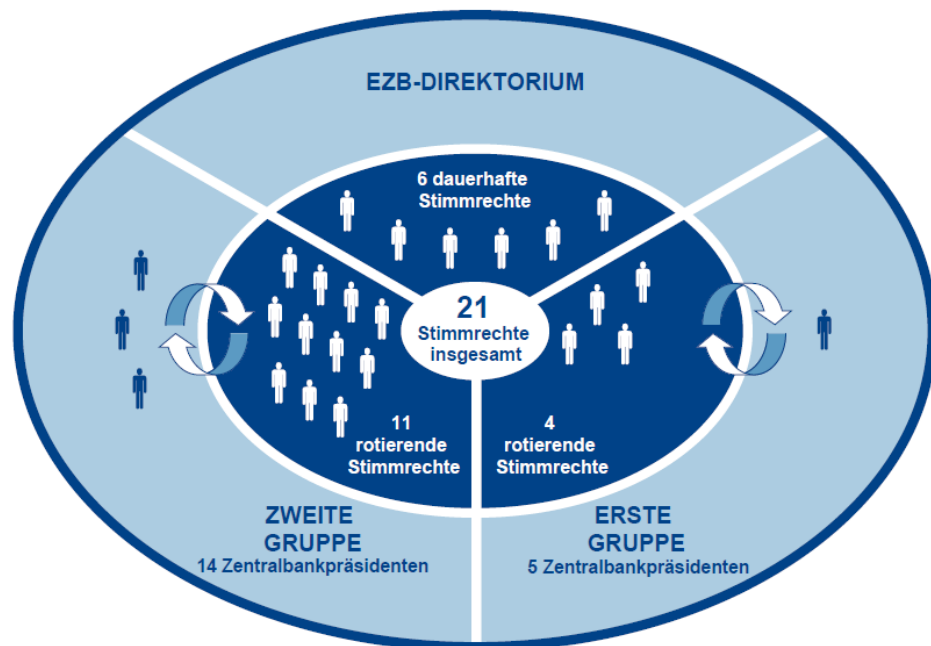 EZB-DIREKTORIUM
6 dauerhafte
Stimmrechte
21
Stimmrechte
insgesamt
11
rotierende
Stimmrechte
4
rotierende
Stimmrechte
ZWEITE
GRUPPE
14 Zentralbankpräsidenten
ERSTE
GRUPPE
5 Zentralbankpräsidenten